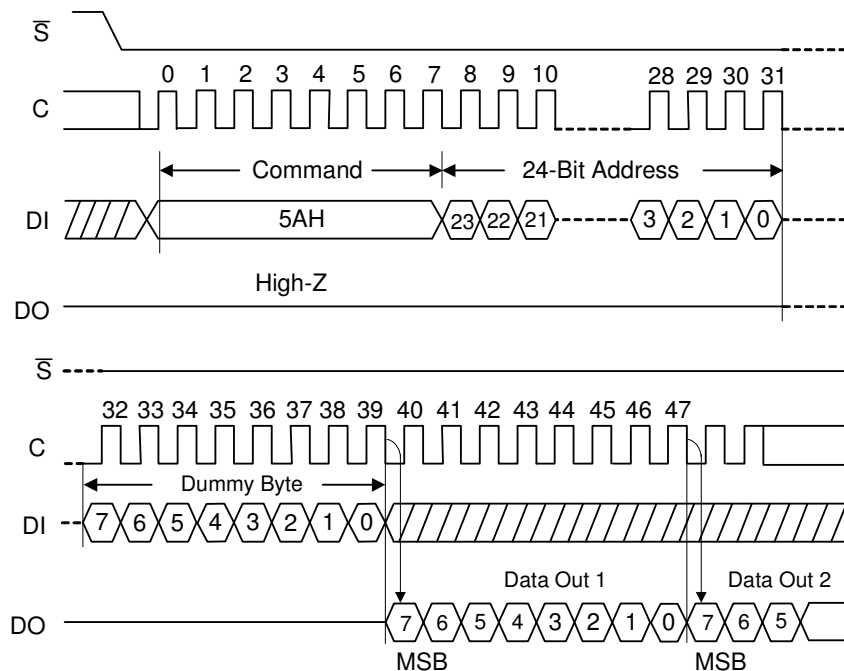 S
0 1 2 3 4 5 6 7 8 9 10 28 29 30 31
C
Command 24-Bit Address
DI 5AH 23 22 21 3 2 1 0
High-Z
DO
S
32 33 34 35 36 37 38 39 40 41 42 43 44 45 46 47
C
Dummy Byte
DI 7 6 5 4 3 2 1 0
Data Out 1 Data Out 2
DO 7 6 5 4 3 2 1 0 7 6 5
MSB MSB